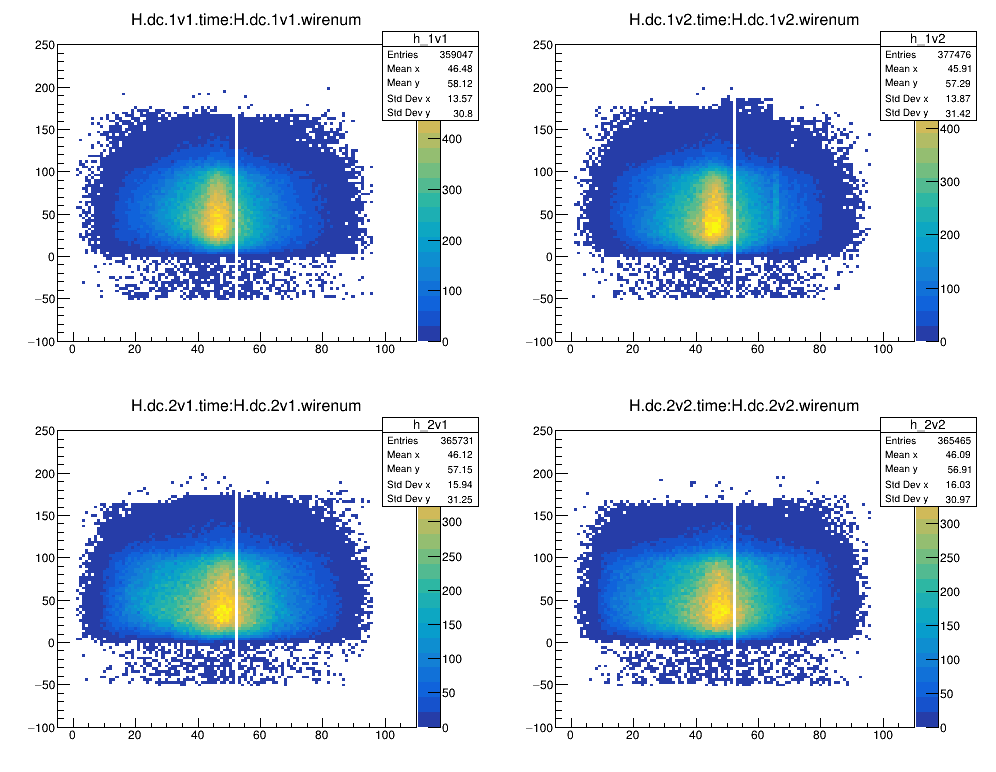 H.dc.1v1.time:H.dc.1v1.wirenum
h_1v1
Entries 359047
Mean x 46.48
Mean y 58.12
Std Dev x 13.57
Std Dev y 30.8
250
200
150
100
50
0
−50
−100
0 20 40 60 80 100
400
300
200
100
0
H.dc.1v2.time:H.dc.1v2.wirenum
h_1v2
Entries 377476
Mean x 45.91
Mean y 57.29
Std Dev x 13.87
Std Dev y 31.42
250
200
150
100
50
0
−50
−100
0 20 40 60 80 100
400
300
200
100
0
H.dc.2v1.time:H.dc.2v1.wirenum
h_2v1
Entries 365731
Mean x 46.12
Mean y 57.15
Std Dev x 15.94
Std Dev y 31.25
250
200
150
100
50
0
−50
−100
0 20 40 60 80 100
300
250
200
150
100
50
0
H.dc.2v2.time:H.dc.2v2.wirenum
h_2v2
Entries 365465
Mean x 46.09
Mean y 56.91
Std Dev x 16.03
Std Dev y 30.97
250
200
150
100
50
0
−50
−100
0 20 40 60 80 100
300
250
200
150
100
50
0